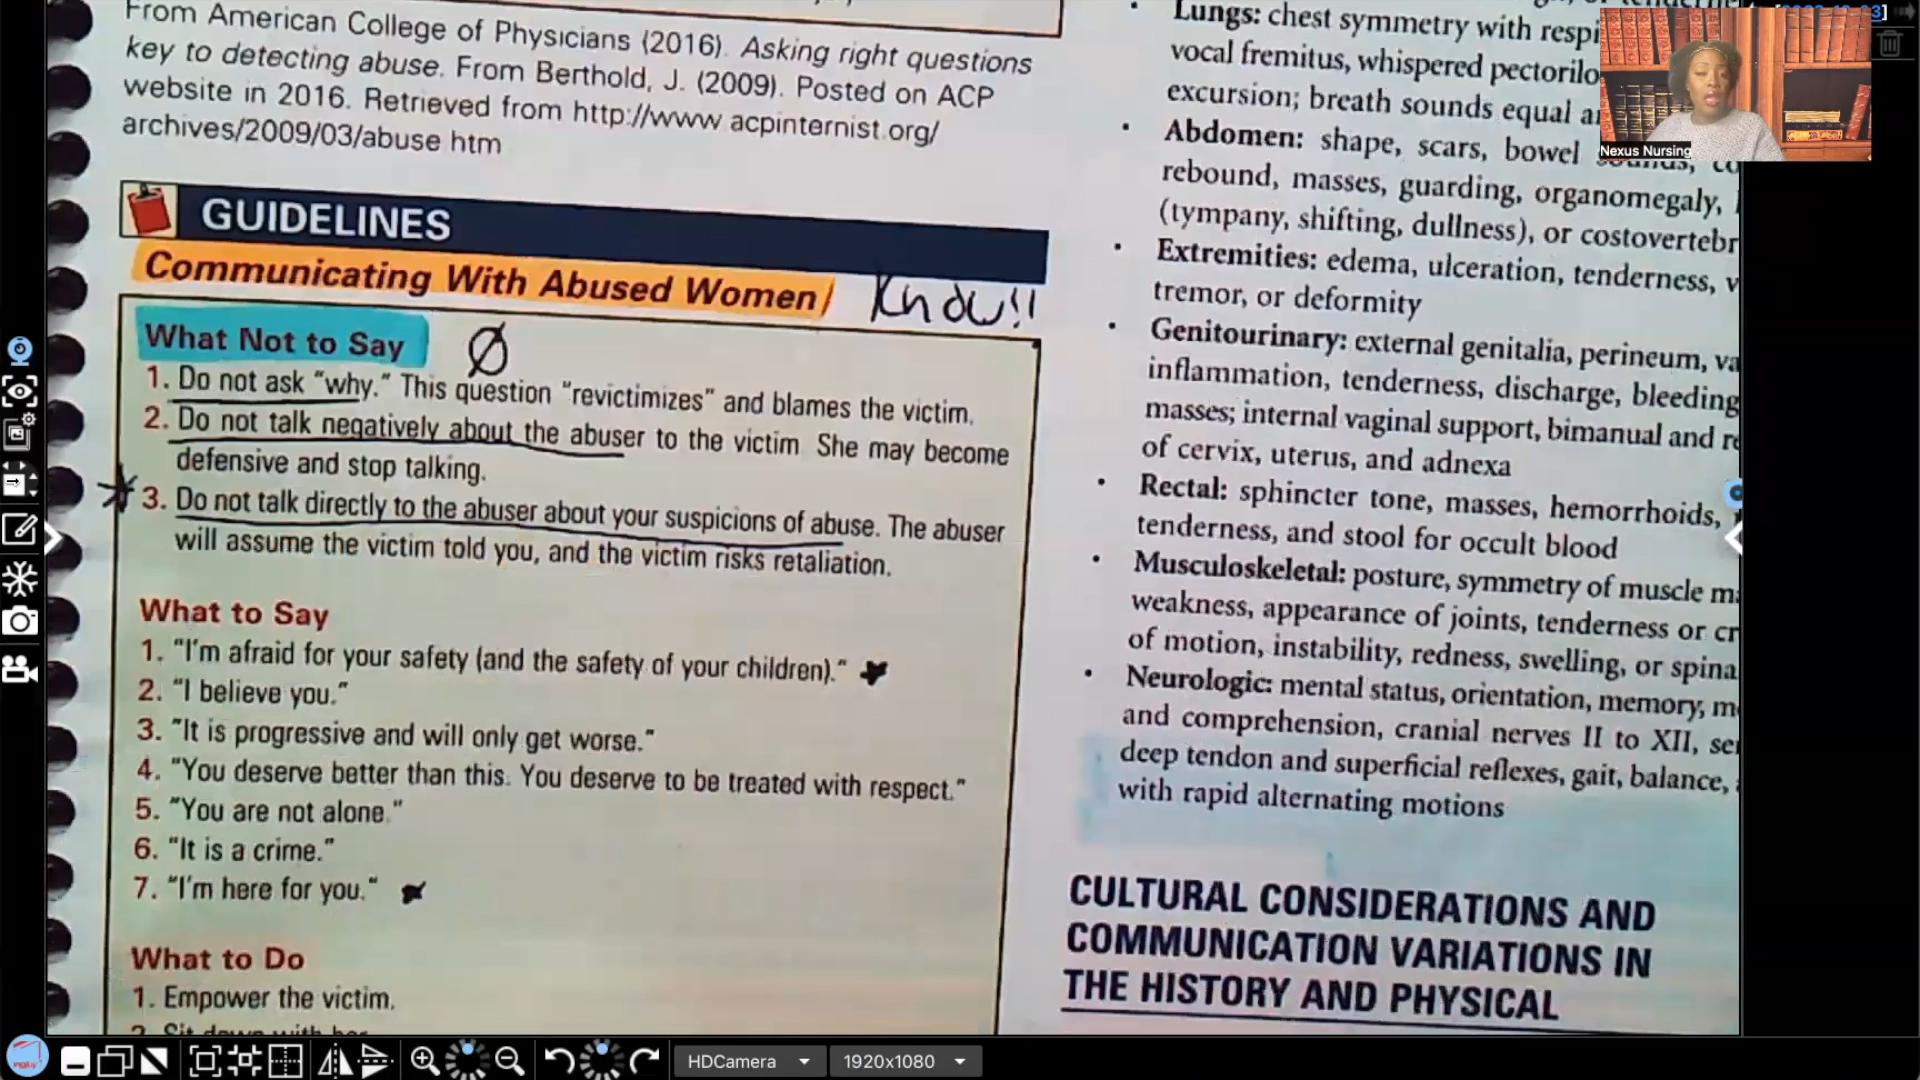 From American College of Physicians (2016). Asking right questions
key to detecting abuse. From Berthold, J. (2009). Posted on ACP
website in 2016. Retrieved from http://www acpinternist.org/
archives/2009/03/abuse htm
GUIDELINES
Communicating With Abused Women
Know!!
What Not to Say
1. Do not ask "why." This question "revictimizes" and blames the victim.
2. Do not talk negatively about the abuser to the victim She may become
defensive and stop talking.
3. Do not talk directly to the abuser about your suspicions of abuse. The abuser
will assume the victim told you, and the victim risks retaliation.
What to Say
1. "I'm afraid for your safety (and the safety of your children)."
2. "I believe you."
3. "It is progressive and will only get worse."
4. "You deserve better than this. You deserve to be treated with respect."
5. "You are not alone."
6. "It is a crime."
7. "I'm here for you."
What to Do
1. Empower the victim.
Lungs: chest symmetry with
vocal fremitus, whispered
excursion; breath sounds equal
Abdomen: shape, scars, bowel
rebound, masses, guarding, organomegaly,
(tympany, shifting, dullness), or
Extremities: edema, ulceration, tenderness,
tremor, or deformity
Genitourinary: external genitalia, perineum,
inflammation, tenderness, discharge, bleeding
masses; internal vaginal support, bimanual and
of cervix, uterus, and adnexa
Rectal: sphincter tone, masses, hemorrhoids,
tenderness, and stool for occult blood
Musculoskeletal: posture, symmetry of muscle
weakness, appearance of joints, tenderness or
of motion, instability, redness, swelling, or
Neurologic: mental status, orientation, memory,
and comprehension, cranial nerves II to XII,
deep tendon and superficial reflexes, gait, balance,
with rapid alternating motions
CULTURAL CONSIDERATIONS AND
COMMUNICATION VARIATIONS IN
THE HISTORY AND PHYSICAL
Nexus Nursing
HDCamera
1920x1080